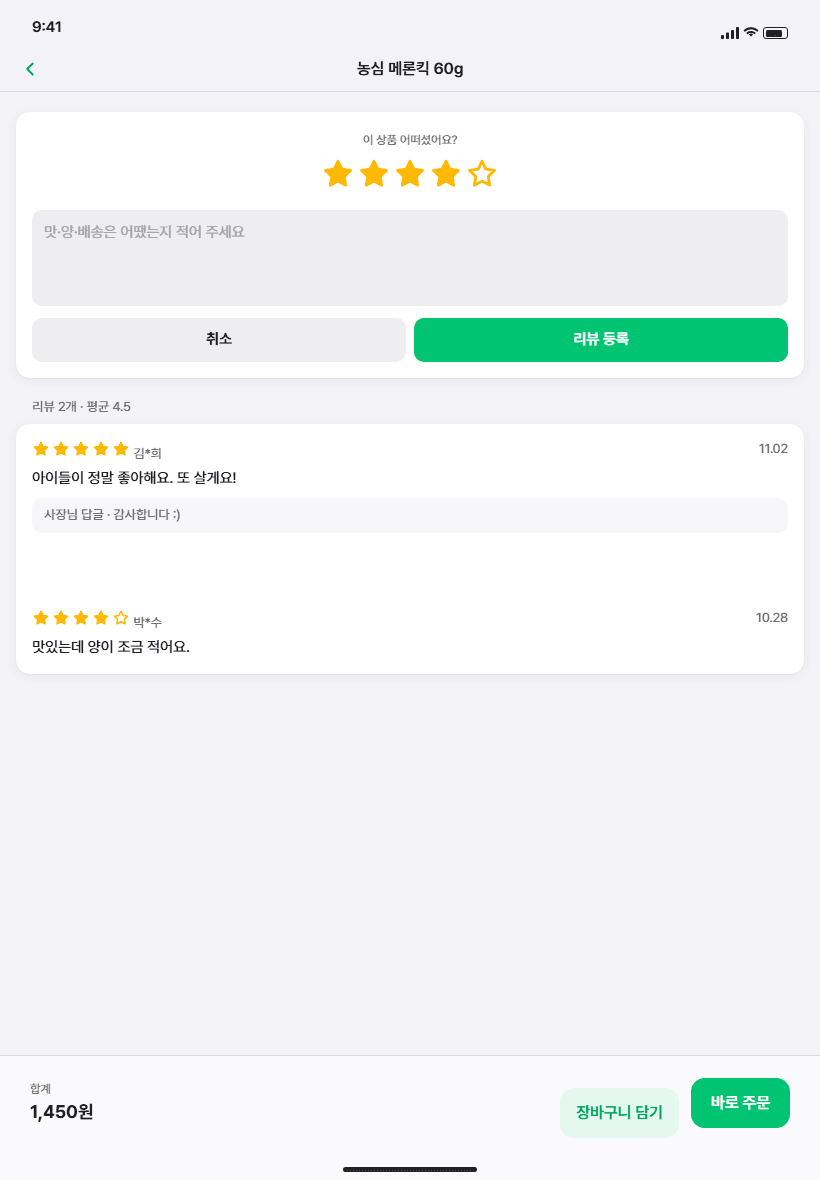 9:41
농심 메론킥 60g
이 상품 어떠셨어요?
맛·양·배송은 어땠는지 적어 주세요
취소
리뷰 등록
리뷰 2개 · 평균 4.5
김*희
11.02
아이들이 정말 좋아해요. 또 살게요!
사장님 답글 · 감사합니다 :)
박*수
10.28
맛있는데 양이 조금 적어요.
합계
1,450원
장바구니 담기
바로 주문